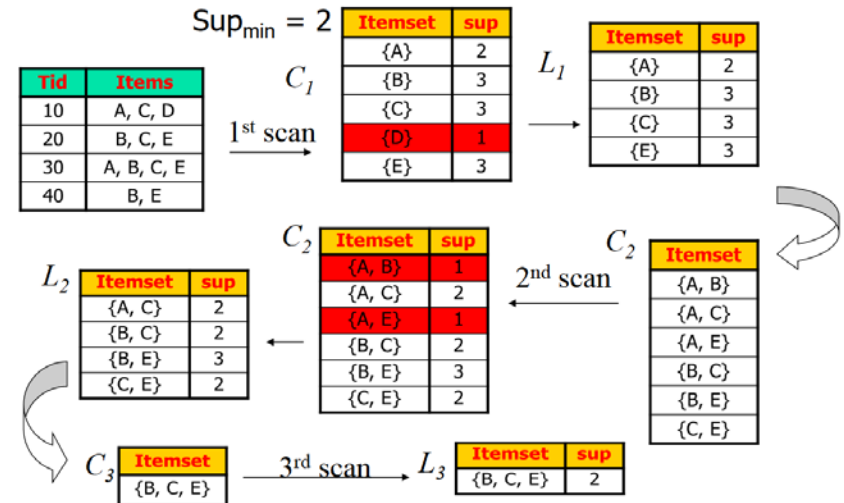 Supmin = 2
Tid Items
10 A, C, D
20 B, C, E
30 A, B, C, E
40 B, E
1st scan
C1
Itemset sup
{A} 2
{B} 3
{C} 3
{D} 1
{E} 3
L1
Itemset sup
{A} 2
{B} 3
{C} 3
{E} 3
C2
Itemset
{A, B}
{A, C}
{A, E}
{B, C}
{B, E}
{C, E}
2nd scan
C2
Itemset sup
{A, B} 1
{A, C} 2
{A, E} 1
{B, C} 2
{B, E} 3
{C, E} 2
L2
Itemset sup
{A, C} 2
{B, C} 2
{B, E} 3
{C, E} 2
C3
Itemset
{B, C, E}
3rd scan
L3
Itemset sup
{B, C, E} 2